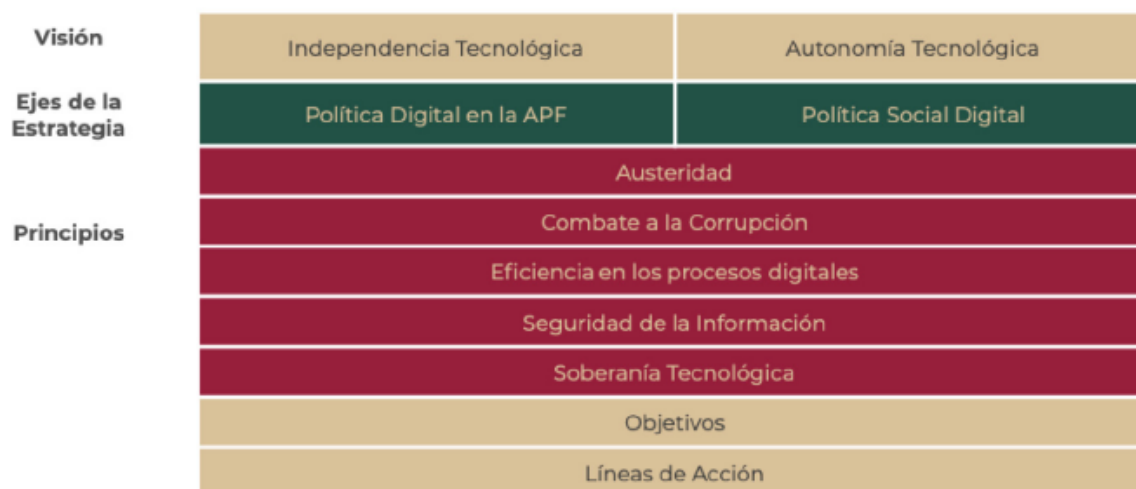 Visión
Independencia Tecnológica
Autonomía Tecnológica
Ejes de la
Estrategia
Política Digital en la APF
Política Social Digital
Principios
Austeridad
Combate a la Corrupción
Eficiencia en los procesos digitales
Seguridad de la Información
Soberanía Tecnológica
Objetivos
Líneas de Acción